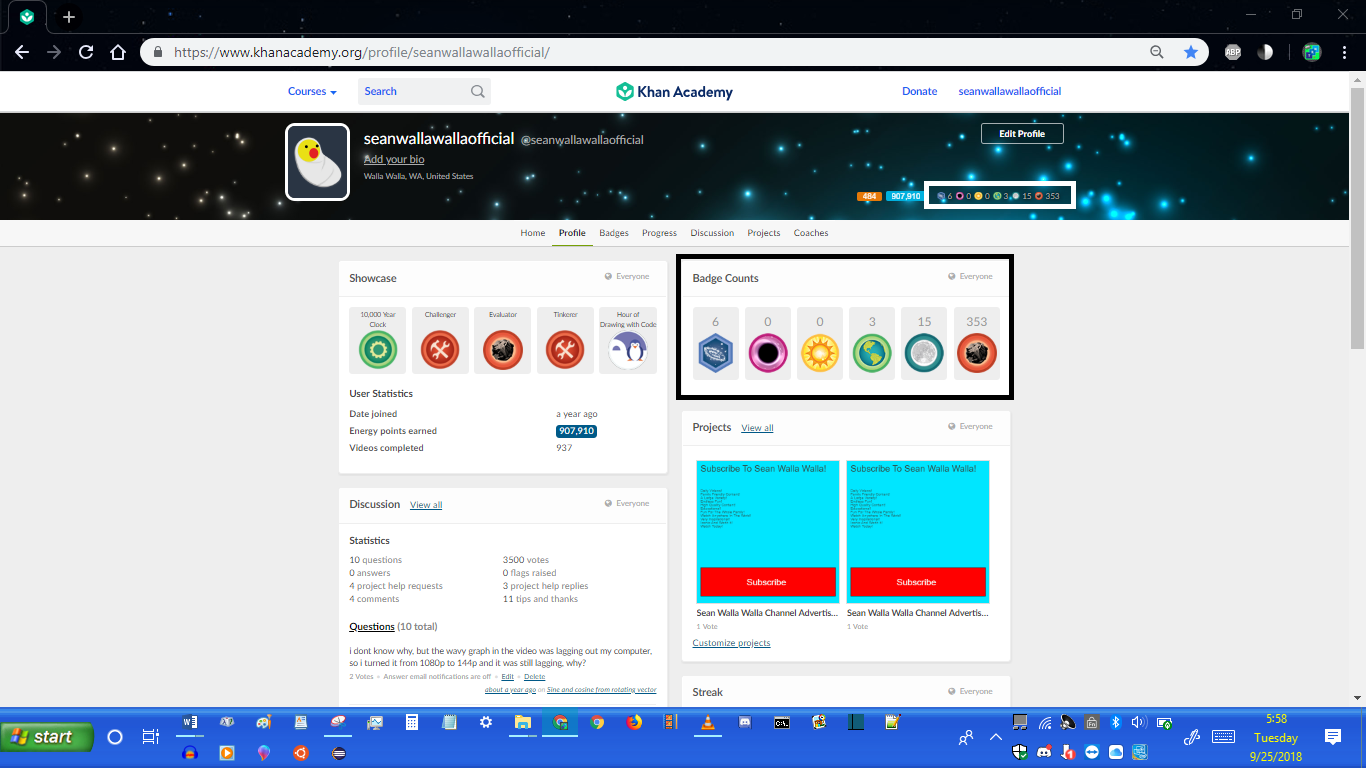 https://www.khanacademy.org/profile/seanwallawallaofficial/
ABP
Courses
Search
Khan Academy
Donate
seanwallawallaofficial
seanwallawallaofficial @seanwallawallaofficial
Add your bio
Walla Walla, WA, United States
Edit Profile
484 907,910 6 0 0 3 15 353
Home Profile Badges Progress Discussion Projects Coaches
Showcase Everyone
10,000 Year Clock
Challenger
Evaluator
Tinkerer
Hour of Drawing with Code
User Statistics
Date joined a year ago
Energy points earned 907,910
Videos completed 937
Badge Counts Everyone
6 0 0 3 15 353
Discussion View all Everyone
Statistics
10 questions 3500 votes
0 answers 0 flags raised
4 project help requests 3 project help replies
4 comments 11 tips and thanks
Questions (10 total)
i dont know why, but the wavy graph in the video was lagging out my computer,
so i turned it from 1080p to 144p and it was still lagging, why?
2 Votes • Answer email notifications are off • Edit • Delete
about a year ago on Sine and cosine from rotating vector
Projects View all Everyone
Subscribe To Sean Walla Walla!
Subscribe
Sean Walla Walla Channel Advertis...
1 Vote
Subscribe To Sean Walla Walla!
Subscribe
Sean Walla Walla Channel Advertis...
1 Vote
Customize projects
Streak Everyone
start
5:58
Tuesday
9/25/2018